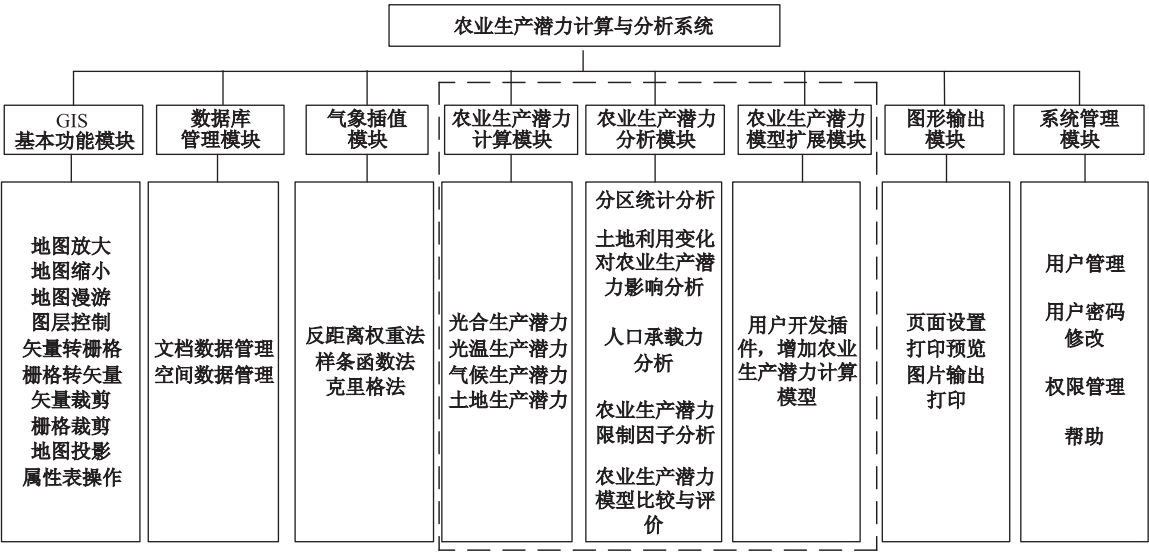 农业生产潜力计算与分析系统
GIS
基本功能模块
数据库
管理模块
气象插值
模块
农业生产潜力
计算模块
农业生产潜力
分析模块
农业生产潜力
模型扩展模块
图形输出
模块
系统管理
模块
地图放大
地图缩小
地图漫游
图层控制
矢量转栅格
栅格转矢量
矢量裁剪
栅格裁剪
地图投影
属性表操作
文档数据管理
空间数据管理
反距离权重法
样条函数法
克里格法
光合生产潜力
光温生产潜力
气候生产潜力
土地生产潜力
分区统计分析
土地利用变化
对农业生产潜
力影响分析
人口承载力
分析
农业生产潜力
限制因子分析
农业生产潜力
模型比较与评
价
用户开发插
件，增加农业
生产潜力计算
模型
页面设置
打印预览
图片输出
打印
用户管理
用户密码
修改
权限管理
帮助